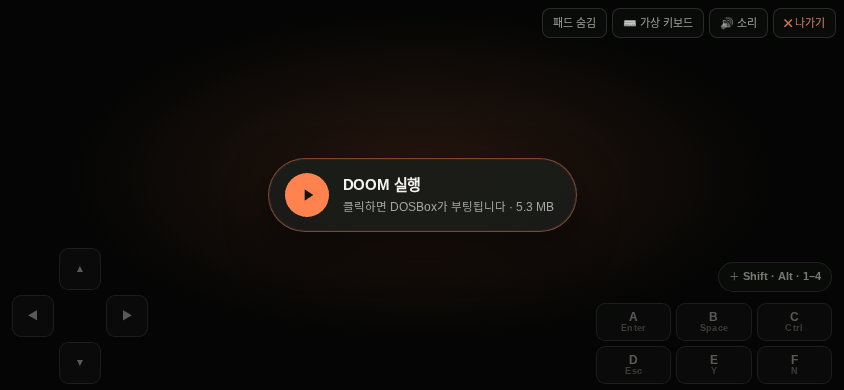 패드 숨김
⌨ 가상 키보드
🔊 소리
✕ 나가기
DOOM 실행
클릭하면 DOSBox가 부팅됩니다 · 5.3 MB
▲
◀ ▶
▼
+ Shift · Alt · 1–4
A
Enter
B
Space
C
Ctrl
D
Esc
E
Y
F
N